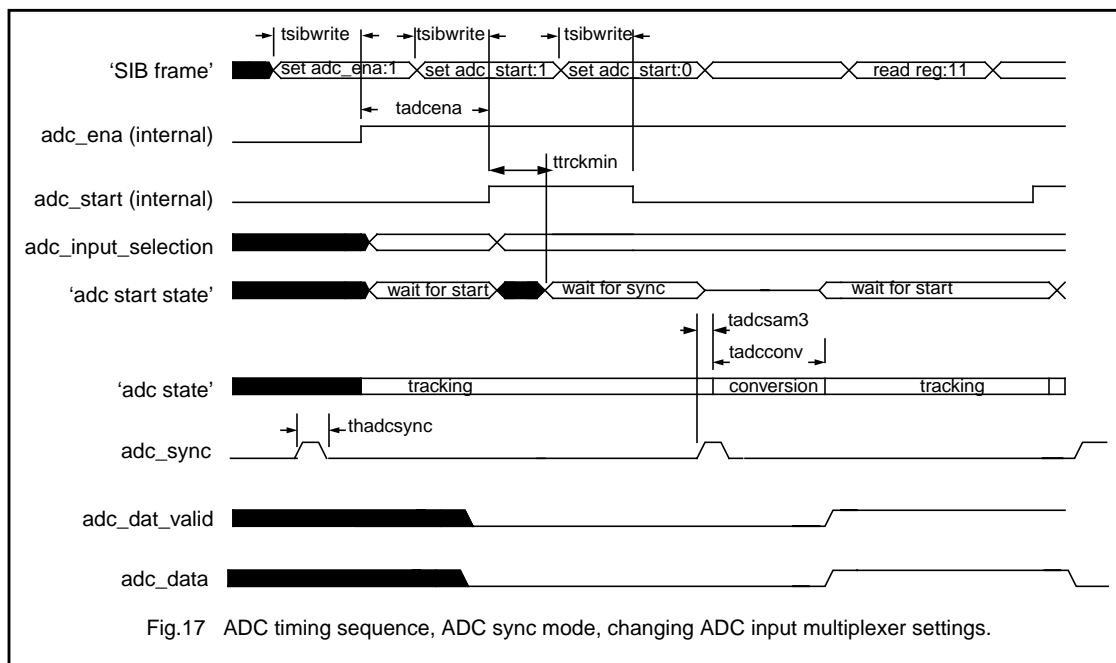 tsibwrite tsibwrite tsibwrite
‘SIB frame’ set adc_ena:1 set adc_start:1 set adc_start:0 read reg:11
tadcena
adc_ena (internal)
ttrckmin
adc_start (internal)
adc_input_selection
‘adc start state’ wait for start wait for sync wait for start
tadcsam3
tadcconv
‘adc state’ tracking conversion tracking
thadcsync
adc_sync
adc_dat_valid
adc_data
Fig.17 ADC timing sequence, ADC sync mode, changing ADC input multiplexer settings.